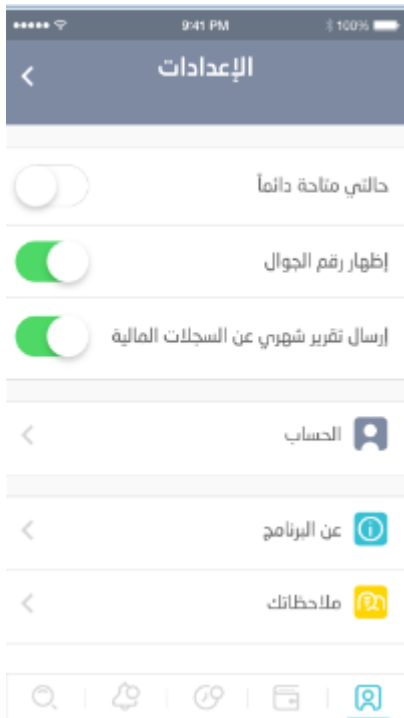 9:41 PM
100%
الإعدادات
حالتي متاحة دائماً
إظهار رقم الجوال
إرسال تقرير شهري عن السجلات المالية
الحساب
عن البرنامج
ملاحظاتك